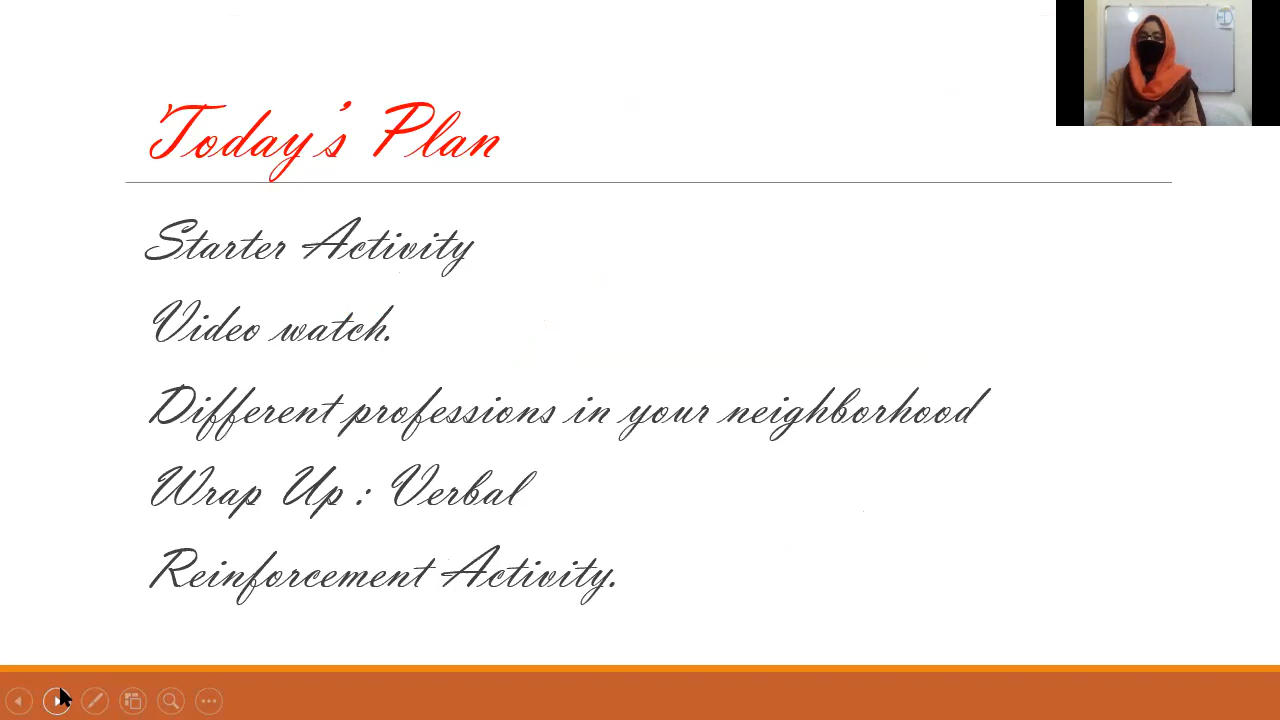 Today's Plan
Starter Activity
Video watch.
Different professions in your neighborhood
Wrap Up : Verbal
Reinforcement Activity.